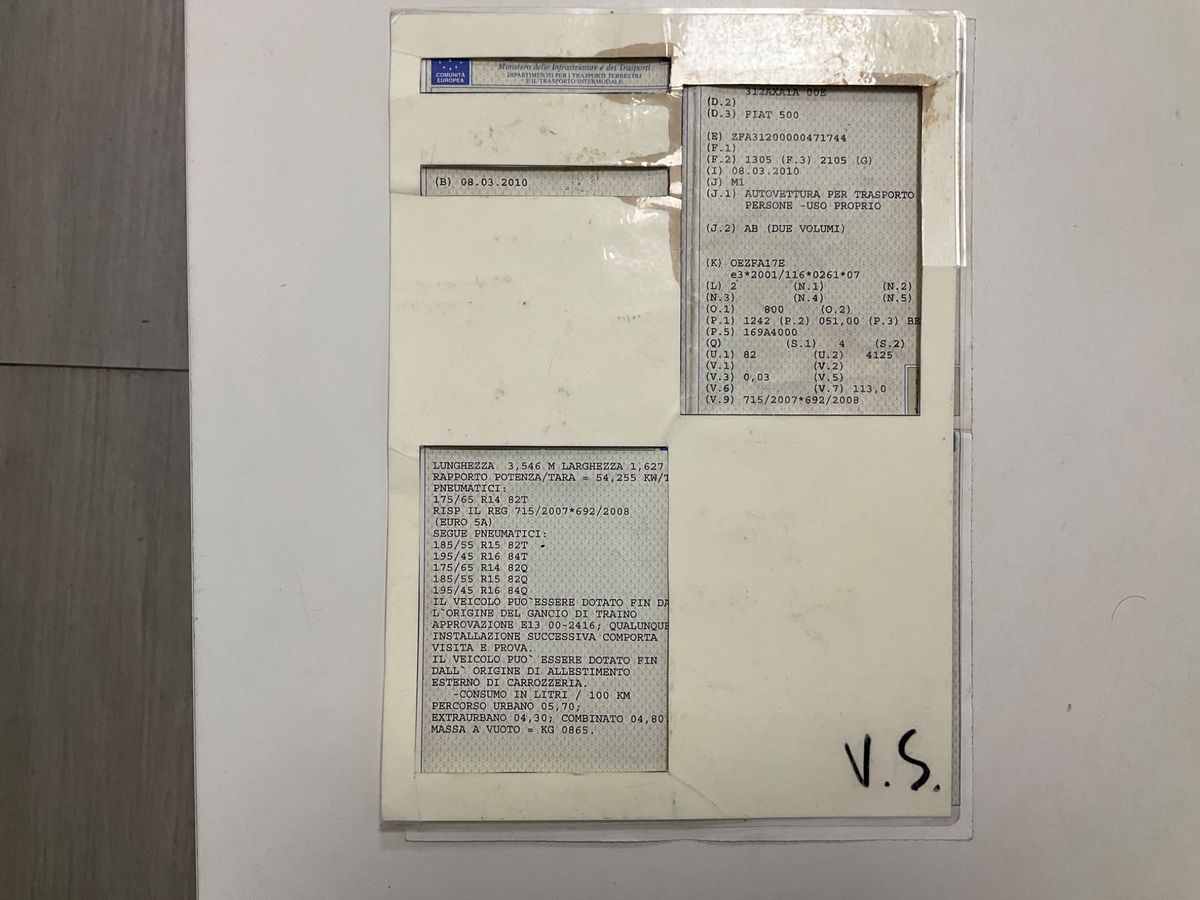 COMUNITÀ
EUROPEA
Ministero delle Infrastrutture e dei Trasporti
DIPARTIMENTO PER I TRASPORTI TERRESTRI
E IL TRASPORTO INTERMODALE
(B) 08.03.2010
LUNGHEZZA 3,546 M LARGHEZZA 1,627
RAPPORTO POTENZA/TARA = 54,255 KW/T
PNEUMATICI:
175/65 R14 82T
RISP IL REG 715/2007*692/2008
(EURO 5A)
SEGUE PNEUMATICI:
185/55 R15 82T
195/45 R16 84T
175/65 R14 82Q
185/55 R15 82Q
195/45 R16 84Q
IL VEICOLO PUO`ESSERE DOTATO FIN DA
L`ORIGINE DEL GANCIO DI TRAINO
APPROVAZIONE E13 00-2416; QUALUNQUE
INSTALLAZIONE SUCCESSIVA COMPORTA
VISITA E PROVA.
IL VEICOLO PUO` ESSERE DOTATO FIN
DALL` ORIGINE DI ALLESTIMENTO
ESTERNO DI CARROZZERIA.
-CONSUMO IN LITRI / 100 KM
PERCORSO URBANO 05,70;
EXTRAURBANO 04,30; COMBINATO 04,80
MASSA A VUOTO = KG 0865.
312AXA1A 00E
(D.2)
(D.3) FIAT 500
(E) ZFA31200000471744
(F.1)
(F.2) 1305 (F.3) 2105 (G)
(I) 08.03.2010
(J) M1
(J.1) AUTOVETTURA PER TRASPORTO
PERSONE -USO PROPRIO
(J.2) AB (DUE VOLUMI)
(K) OEZFA17E
e3*2001/116*0261*07
(L) 2 (N.1) (N.2)
(N.3) (N.4) (N.5)
(O.1) 800 (O.2)
(P.1) 1242 (P.2) 051,00 (P.3) BE
(P.5) 169A4000
(Q) (S.1) 4 (S.2)
(U.1) 82 (U.2) 4125
(V.1) (V.2)
(V.3) 0,03 (V.5)
(V.6) (V.7) 113,0
(V.9) 715/2007*692/2008
V.S.